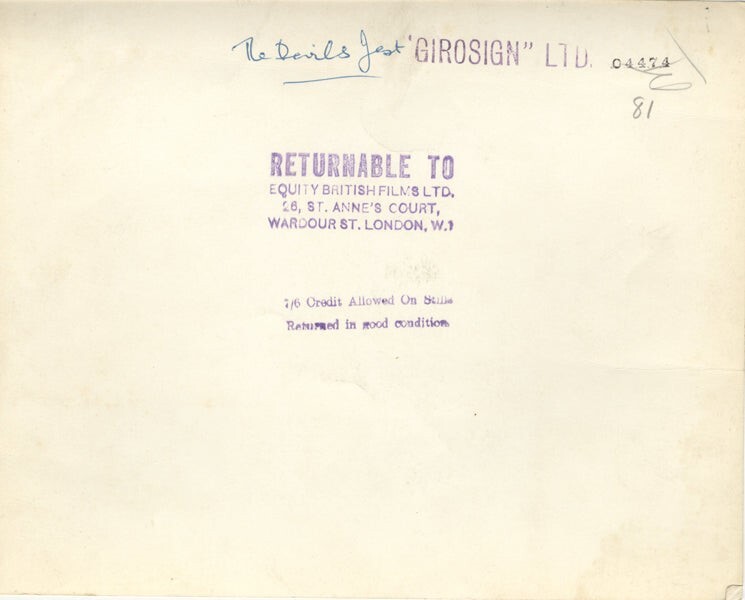 The Devils Jest "GIROSIGN" LTD. 04474
81
RETURNABLE TO
EQUITY BRITISH FILMS LTD,
26, ST. ANNE'S COURT,
WARDOUR ST. LONDON, W.1
7/6 Credit Allowed On Stills
Returned in good condition